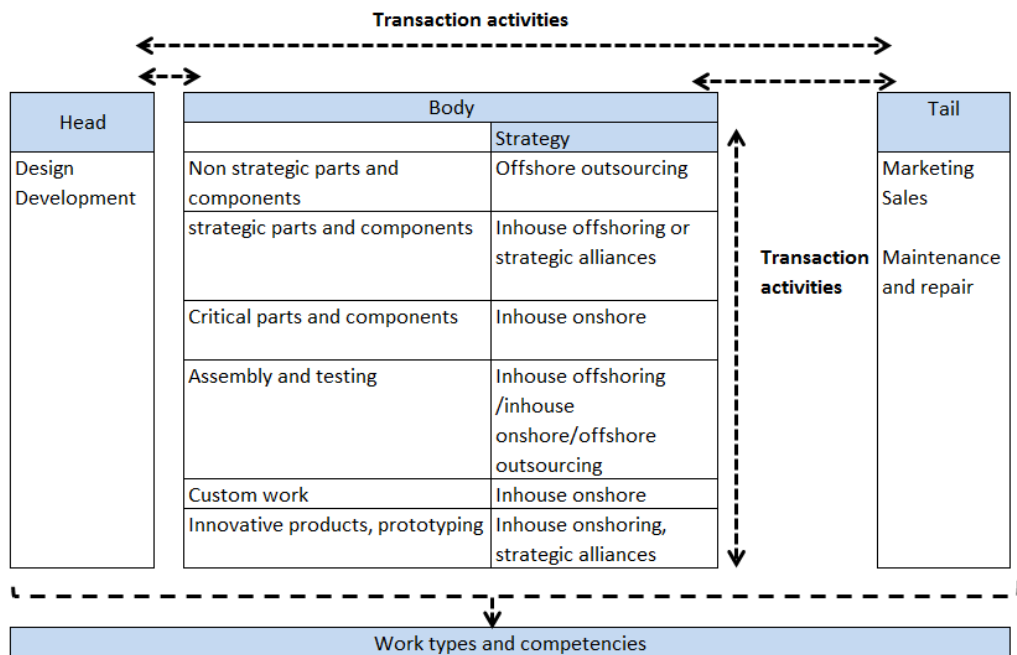 Transaction activities
Head
Design
Development
Body
Strategy
Non strategic parts and
components
Offshore outsourcing
strategic parts and components
Inhouse offshoring or
strategic alliances
Critical parts and components
Inhouse onshore
Assembly and testing
Inhouse offshoring
/inhouse
onshore/offshore
outsourcing
Custom work
Inhouse onshore
Innovative products, prototyping
Inhouse onshoring,
strategic alliances
Transaction
activities
Tail
Marketing
Sales
Maintenance
and repair
Work types and competencies